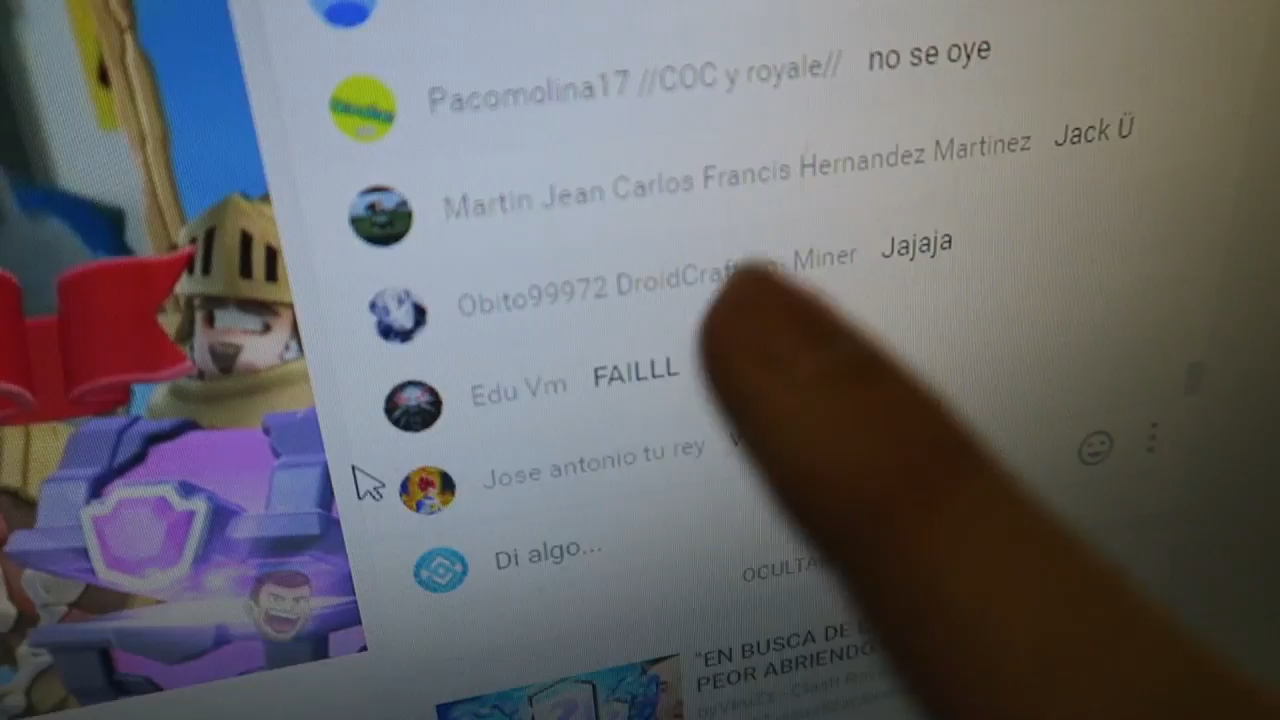 Pacomolina17 //COC y royale// no se oye
Martin Jean Carlos Francis Hernandez Martinez Jack Ü
Obito99972 Miner Jajaja
Edu Vm FAILLL
Jose antonio tu rey
Di algo...
"EN BUSCA DE
PEOR ABRIENDO